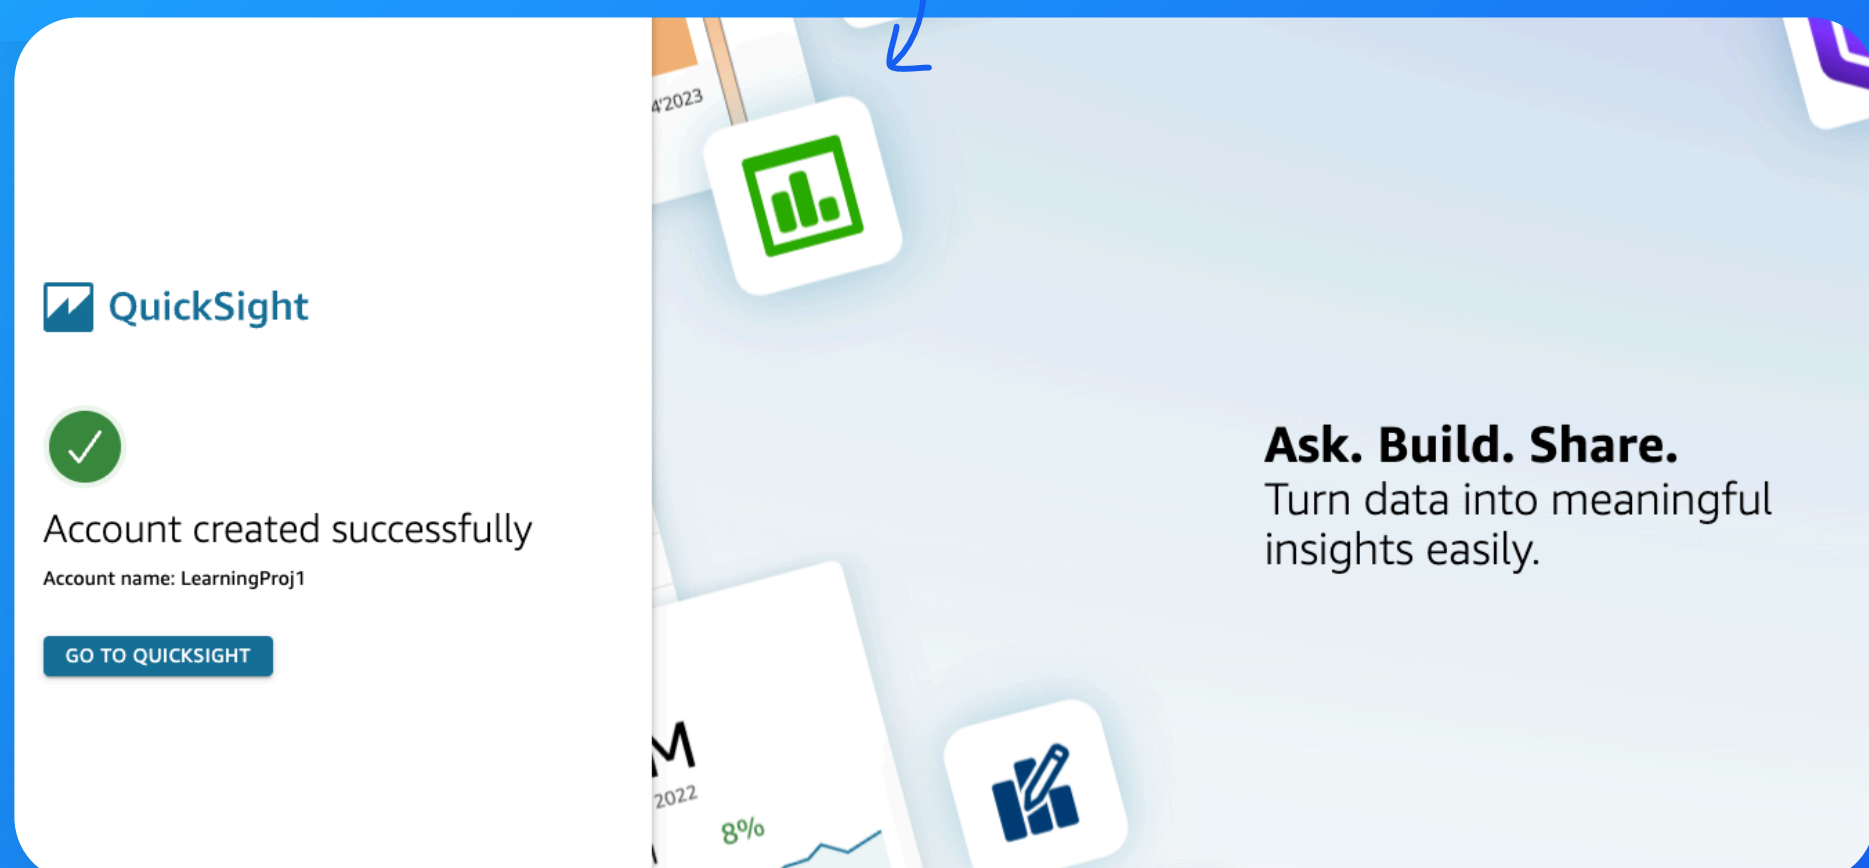 QuickSight
Account created successfully
Account name: LearningProj1
GO TO QUICKSIGHT
4'2023
Ask. Build. Share.
Turn data into meaningful
insights easily.
M
2022
8%